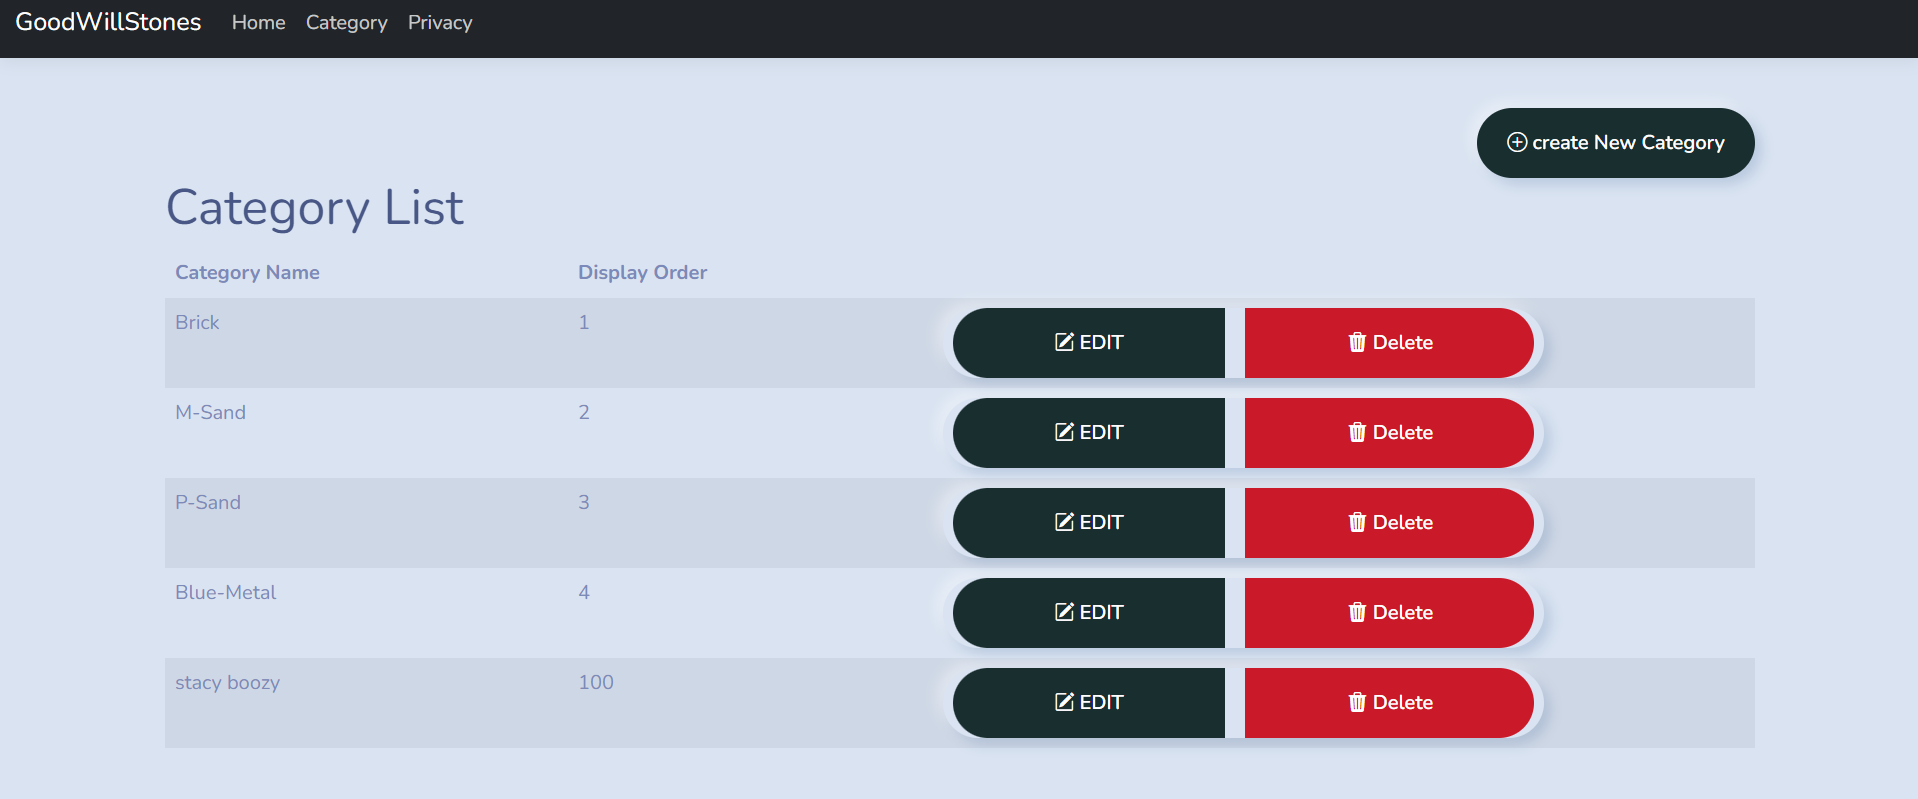 GoodWillStones Home Category Privacy
create New Category
Category List
Category Name Display Order
Brick 1 EDIT Delete
M-Sand 2 EDIT Delete
P-Sand 3 EDIT Delete
Blue-Metal 4 EDIT Delete
stacy boozy 100 EDIT Delete